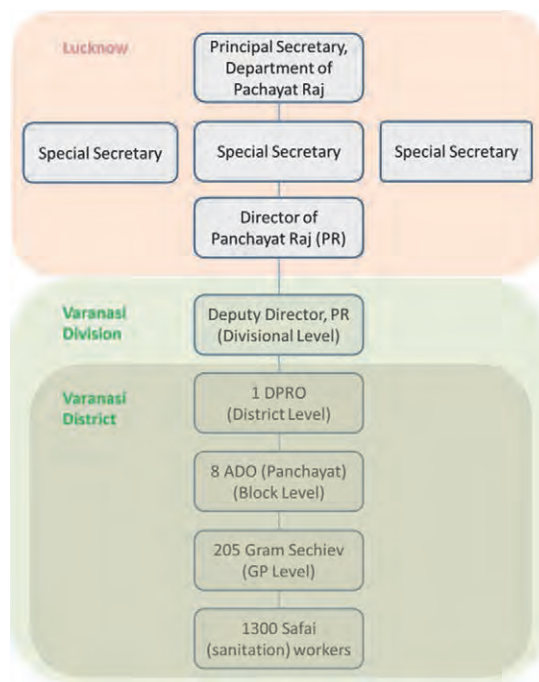 Lucknow
Principal Secretary,
Department of
Pachayat Raj
Special Secretary
Special Secretary
Special Secretary
Director of
Panchayat Raj (PR)
Varanasi
Division
Deputy Director, PR
(Divisional Level)
Varanasi
District
1 DPRO
(District Level)
8 ADO (Panchayat)
(Block Level)
205 Gram Sechiev
(GP Level)
1300 Safai
(sanitation) workers